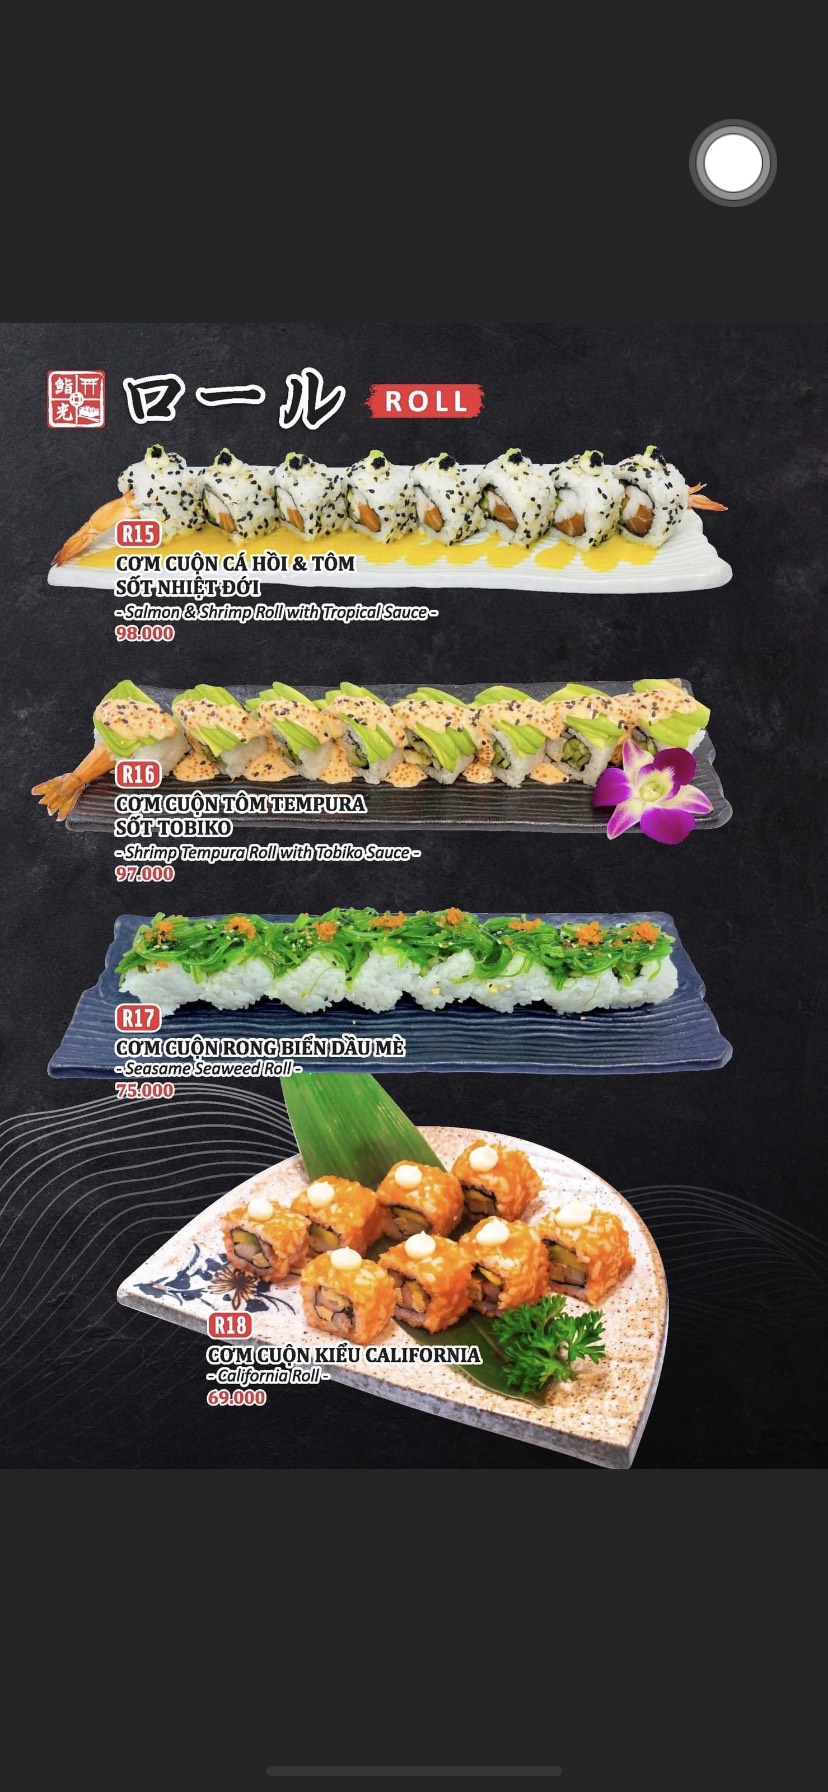 鮨
光
ロール
ROLL
R15
CƠM CUỘN CÁ HỒI & TÔM
SỐT NHIỆT ĐỚI
- Salmon & Shrimp Roll with Tropical Sauce -
98.000
R16
CƠM CUỘN TÔM TEMPURA
SỐT TOBIKO
- Shrimp Tempura Roll with Tobiko Sauce -
97.000
R17
CƠM CUỘN RONG BIỂN DẦU MÈ
- Seasame Seaweed Roll -
75.000
R18
CƠM CUỘN KIỂU CALIFORNIA
- California Roll -
69.000